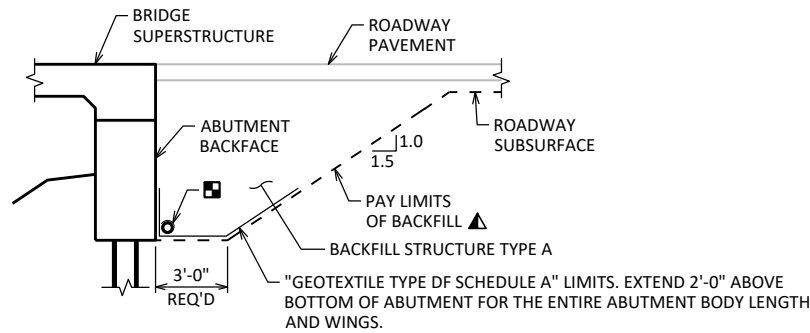 BRIDGE
SUPERSTRUCTURE
ROADWAY
PAVEMENT
ABUTMENT
BACKFACE
1.0
1.5
ROADWAY
SUBSURFACE
PAY LIMITS
OF BACKFILL
BACKFILL STRUCTURE TYPE A
3'-0"
REQ'D
"GEOTEXTILE TYPE DF SCHEDULE A" LIMITS. EXTEND 2'-0" ABOVE
BOTTOM OF ABUTMENT FOR THE ENTIRE ABUTMENT BODY LENGTH
AND WINGS.